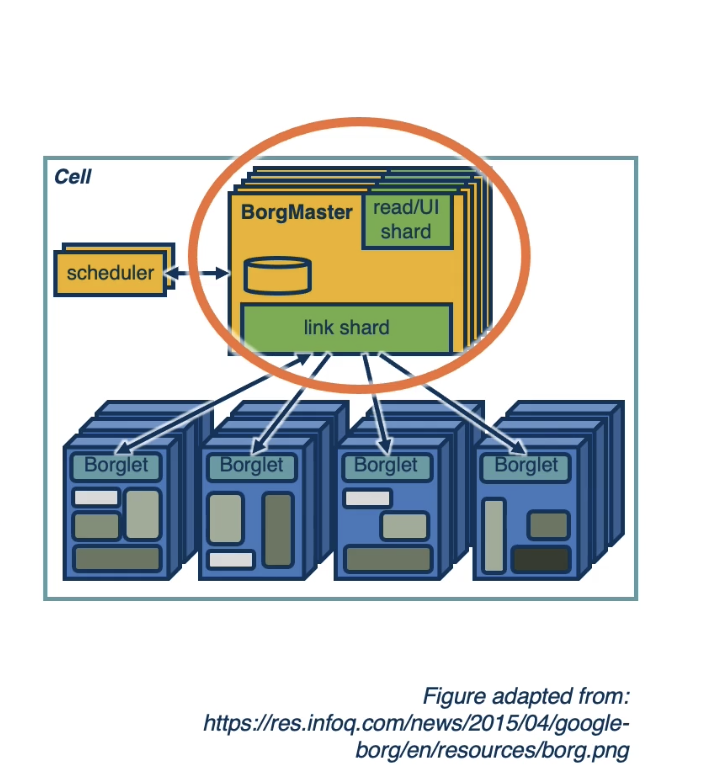 Cell
BorgMaster
read/UI
shard
scheduler
link shard
Borglet
Borglet
Borglet
Borglet
Figure adapted from:
https://res.infoq.com/news/2015/04/google-
borg/en/resources/borg.png